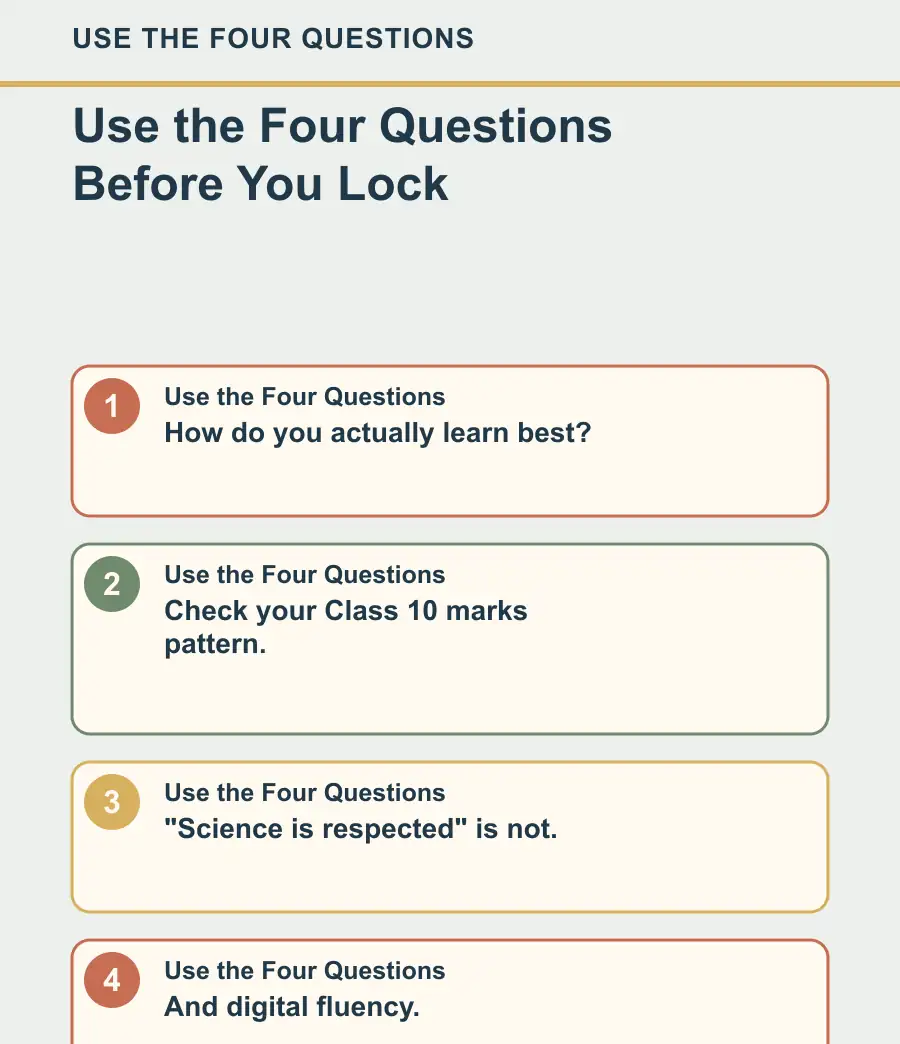 USE THE FOUR QUESTIONS
Use the Four Questions
Before You Lock
1
Use the Four Questions
How do you actually learn best?
2
Use the Four Questions
Check your Class 10 marks
pattern.
3
Use the Four Questions
"Science is respected" is not.
4
Use the Four Questions
And digital fluency.